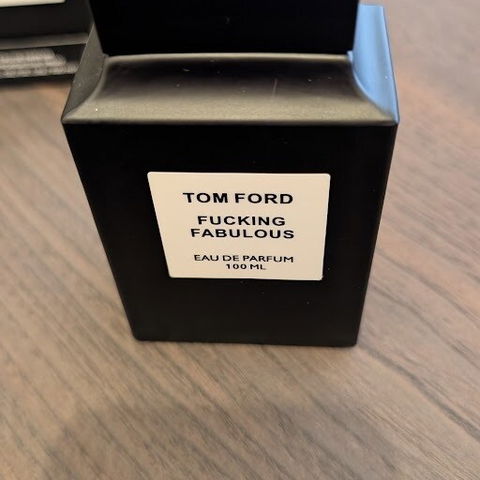 TOM FORD
FUCKING
FABULOUS
EAU DE PARFUM
100 ML